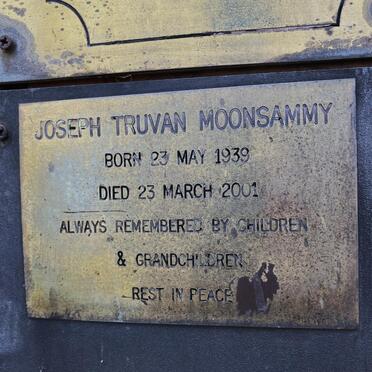 JOSEPH TRUVAN MOONSAMMY
BORN 23 MAY 1939
DIED 23 MARCH 2001
ALWAYS REMEMBERED BY CHILDREN
& GRANDCHILDREN
REST IN PEACE